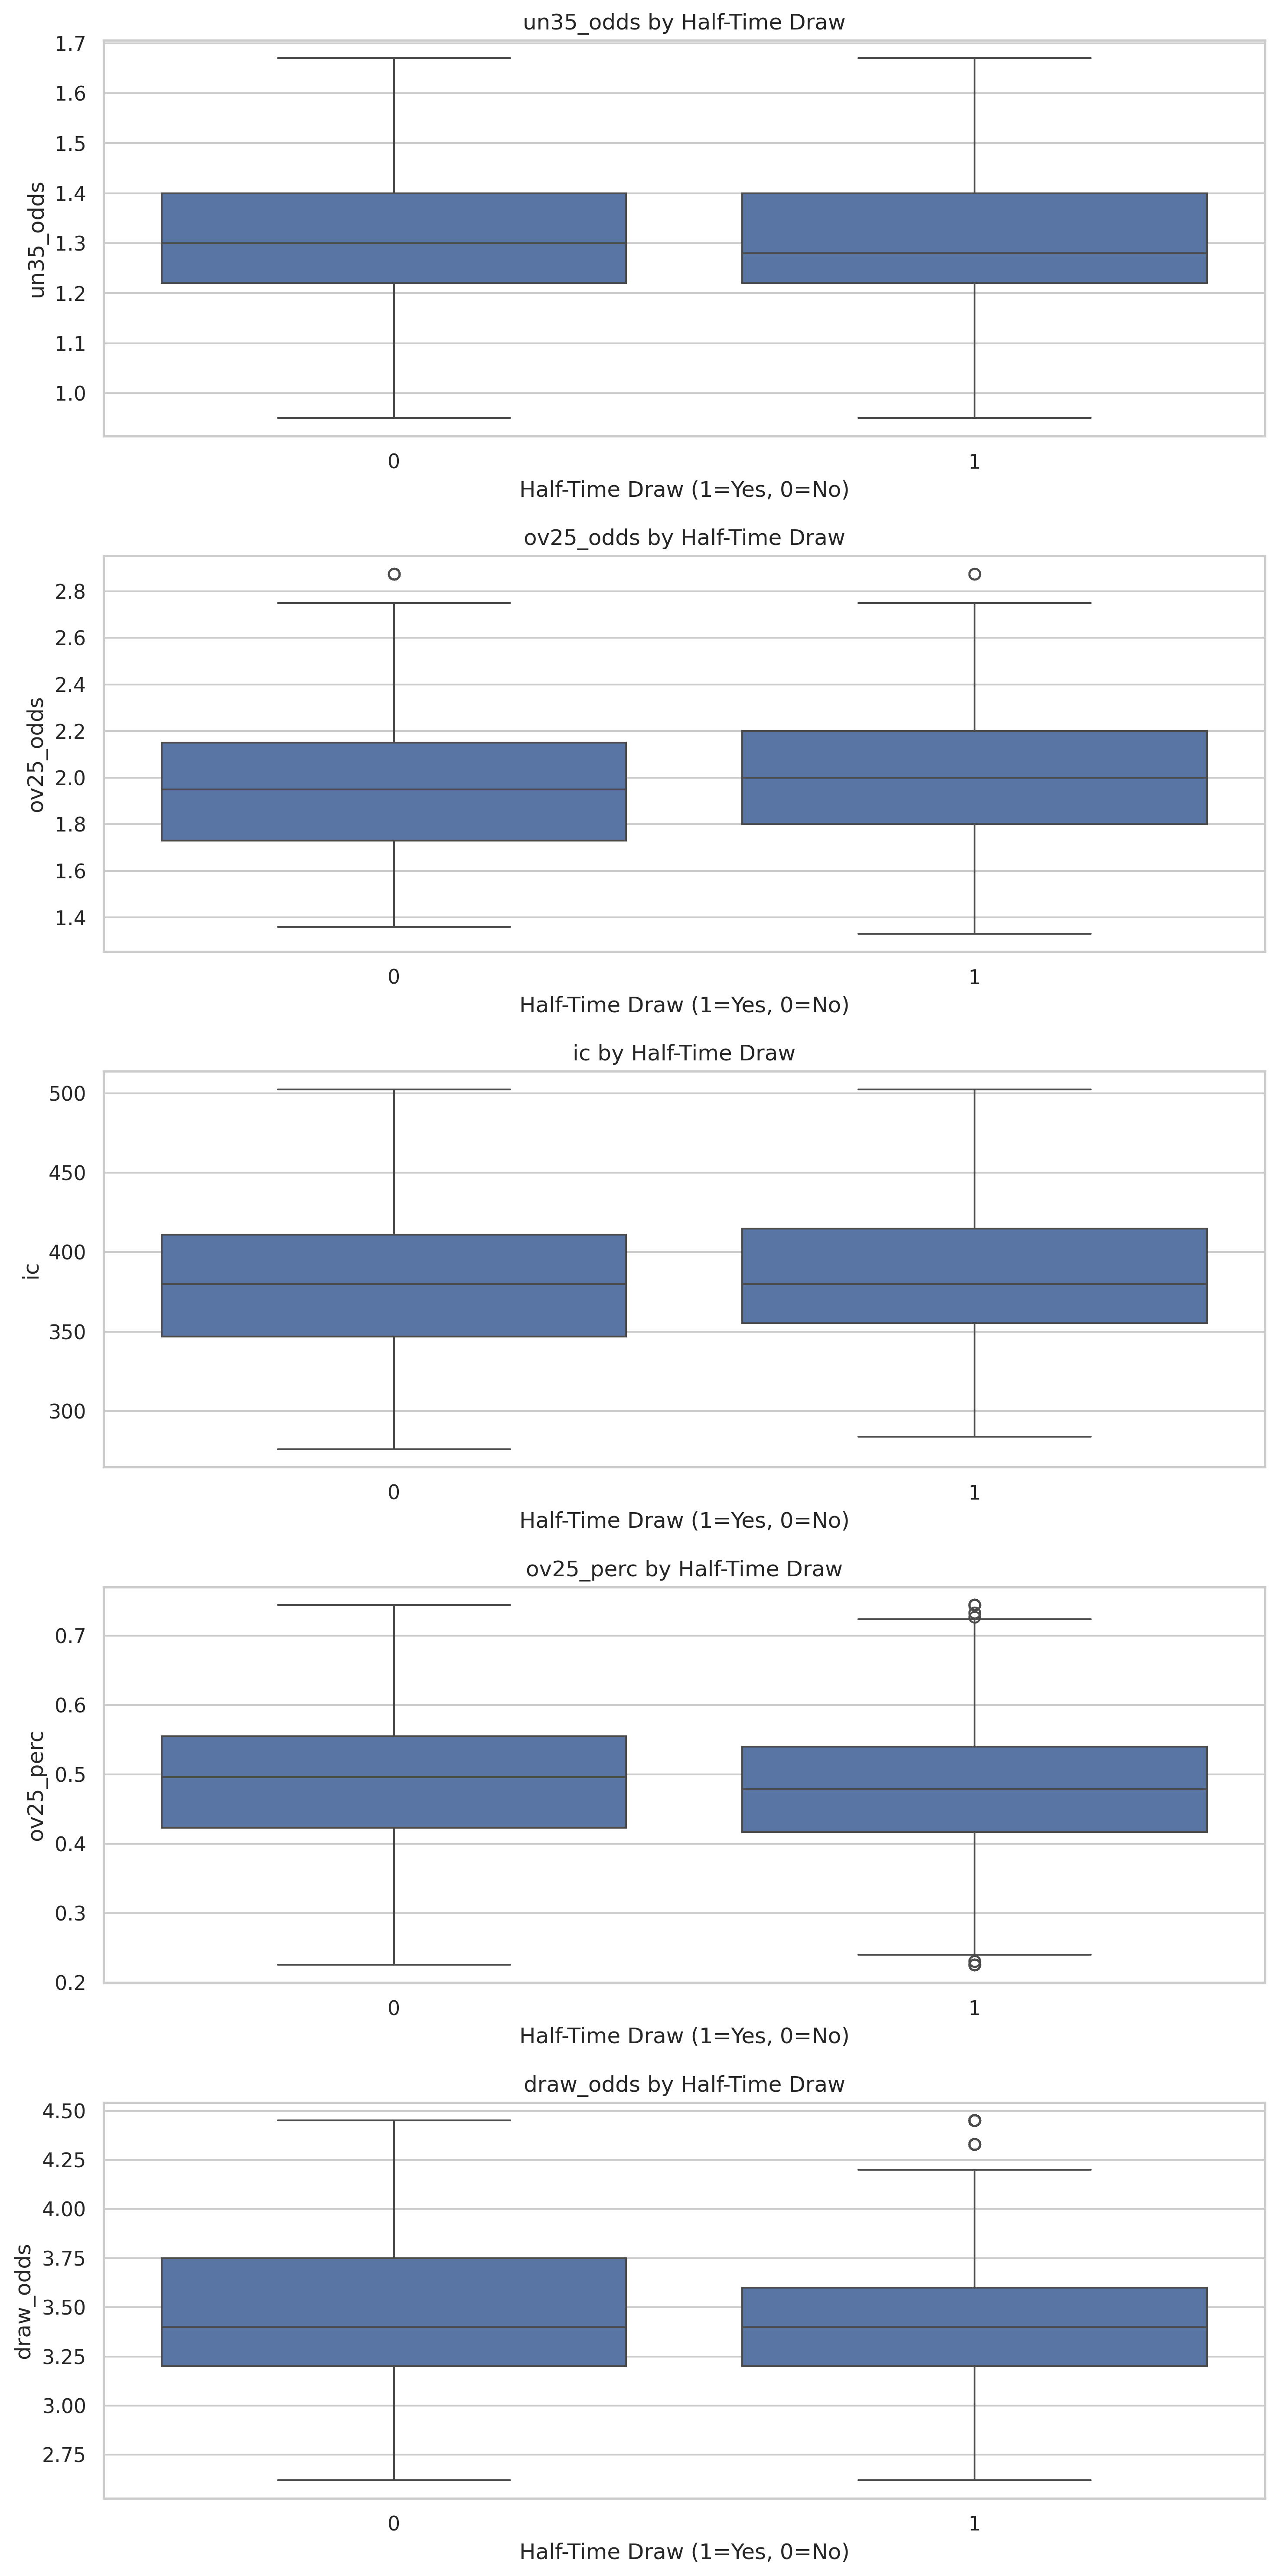 un35_odds by Half-Time Draw
1.7
1.6
1.5
1.4
1.3
1.2
1.1
1.0
un35_odds
0 1
Half-Time Draw (1=Yes, 0=No)
ov25_odds by Half-Time Draw
2.8
2.6
2.4
2.2
2.0
1.8
1.6
1.4
ov25_odds
0 1
Half-Time Draw (1=Yes, 0=No)
ic by Half-Time Draw
500
450
400
350
300
ic
0 1
Half-Time Draw (1=Yes, 0=No)
ov25_perc by Half-Time Draw
0.7
0.6
0.5
0.4
0.3
0.2
ov25_perc
0 1
Half-Time Draw (1=Yes, 0=No)
draw_odds by Half-Time Draw
4.50
4.25
4.00
3.75
3.50
3.25
3.00
2.75
draw_odds
0 1
Half-Time Draw (1=Yes, 0=No)